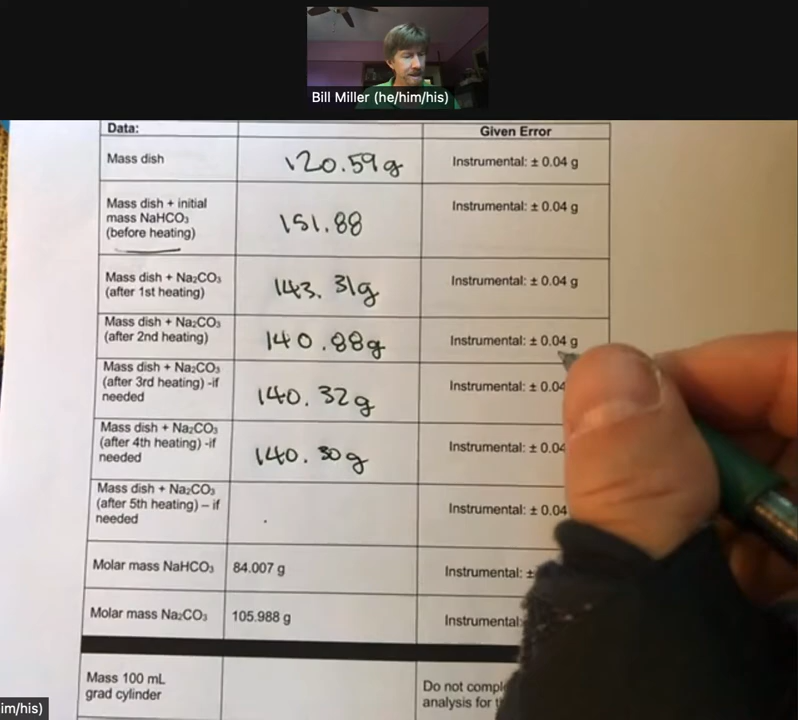 Bill Miller (he/him/his)
Data:
Given Error
Mass dish
120.59g
Instrumental: ± 0.04 g
Mass dish + initial
mass NaHCO₃
(before heating)
151.88
Instrumental: ± 0.04 g
Mass dish + Na₂CO₃
(after 1st heating)
143.31g
Instrumental: ± 0.04 g
Mass dish + Na₂CO₃
(after 2nd heating)
140.88g
Instrumental: ± 0.04 g
Mass dish + Na₂CO₃
(after 3rd heating) -if
needed
140.32g
Instrumental: ± 0.04
Mass dish + Na₂CO₃
(after 4th heating) -if
needed
140.30g
Instrumental: ± 0.04
Mass dish + Na₂CO₃
(after 5th heating) – if
needed
Instrumental: ± 0.04
Molar mass NaHCO₃
84.007 g
Instrumental: ±
Molar mass Na₂CO₃
105.988 g
Instrumental:
Mass 100 mL
grad cylinder
Do not
analysis for
im/his)